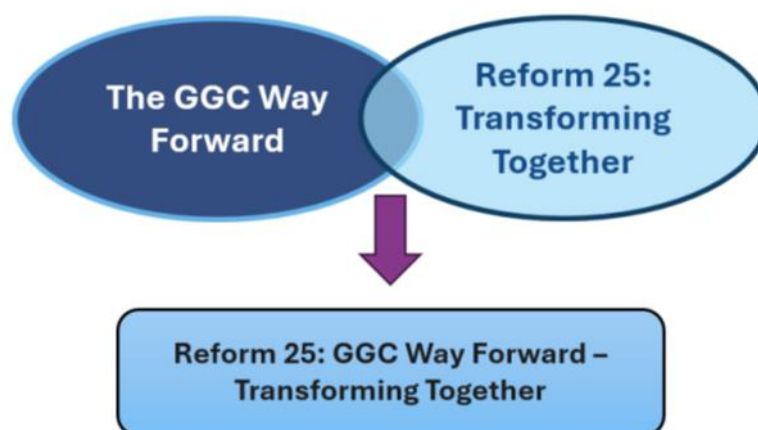 The GGC Way
Forward
Reform 25:
Transforming
Together
Reform 25: GGC Way Forward –
Transforming Together